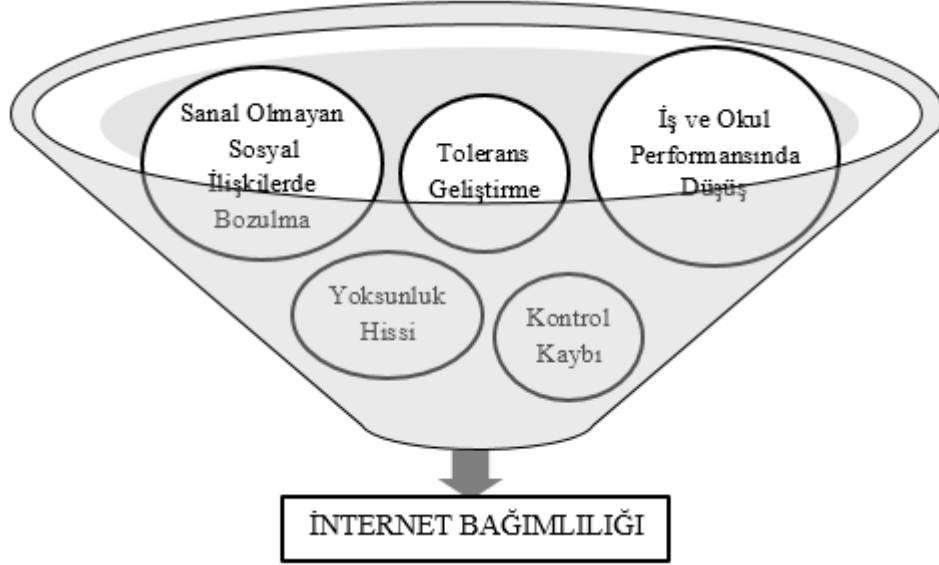 Sanal Olmayan
Sosyal
İlişkilerde
Bozulma
Tolerans
Geliştirme
İş ve Okul
Performansında
Düşüş
Yoksunluk
Hissi
Kontrol
Kaybı
İNTERNET BAĞIMLILIĞI